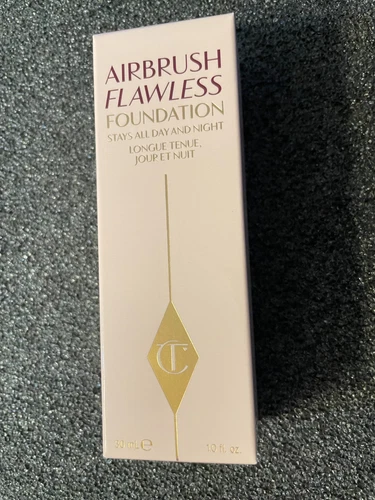 AIRBRUSH
FLAWLESS
FOUNDATION
STAYS ALL DAY AND NIGHT
LONGUE TENUE,
JOUP ET NUIT
CT
30 mL e 1.0 fl. oz.